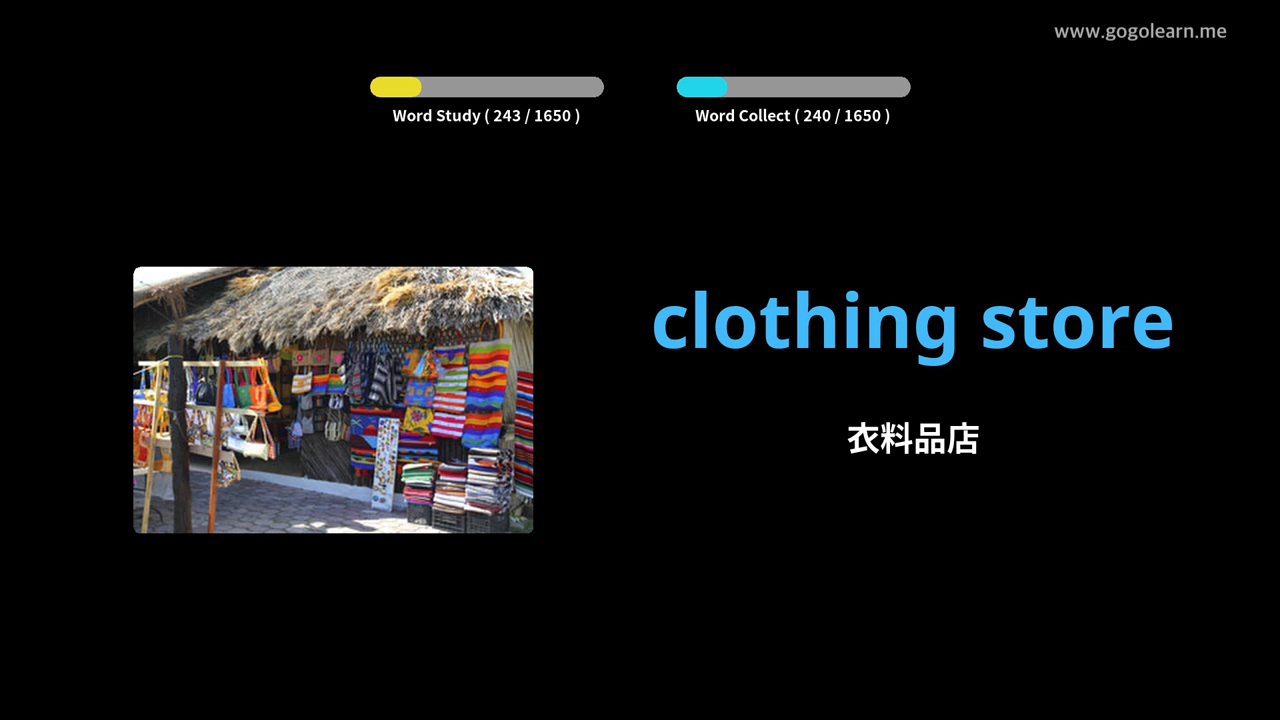 www.gogolearn.me
Word Study ( 243 / 1650 )
Word Collect ( 240 / 1650 )
clothing store
衣料品店